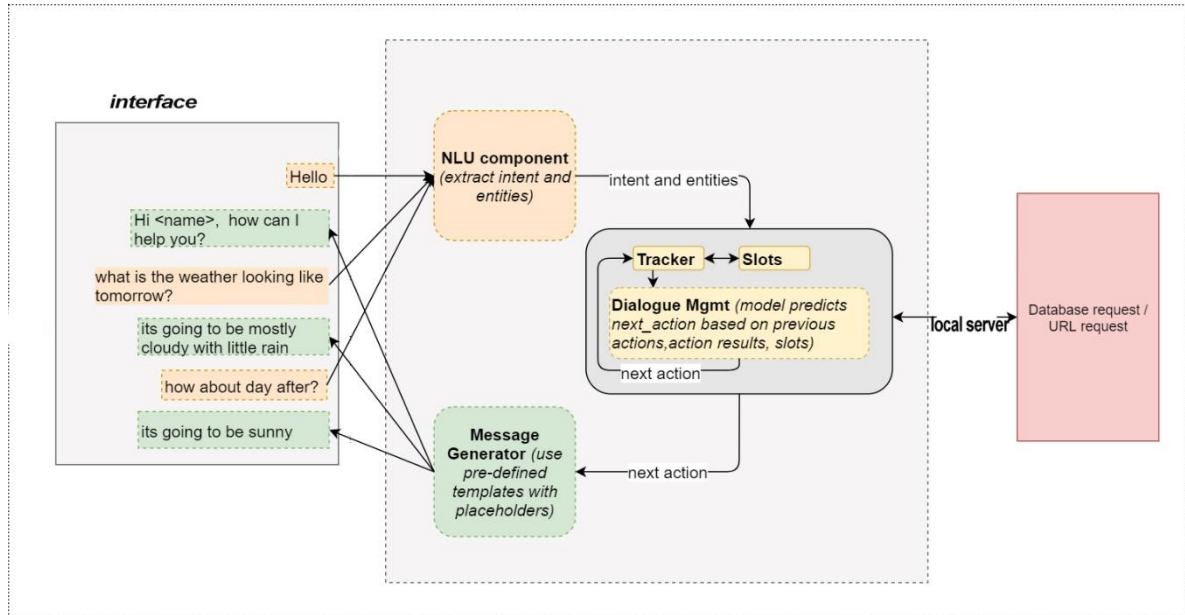 interface
Hello
Hi <name>,  how can I
help you?
what is the weather looking like
tomorrow?
its going to be mostly
cloudy with little rain
how about day after?
its going to be sunny
NLU component
(extract intent and
entities)
intent and entities
Tracker
Slots
Dialogue Mgmt (model predicts
next_action based on previous
actions,action results, slots)
next action
Message
Generator (use
pre-defined
templates with
placeholders)
next action
local server
Database request /
URL request